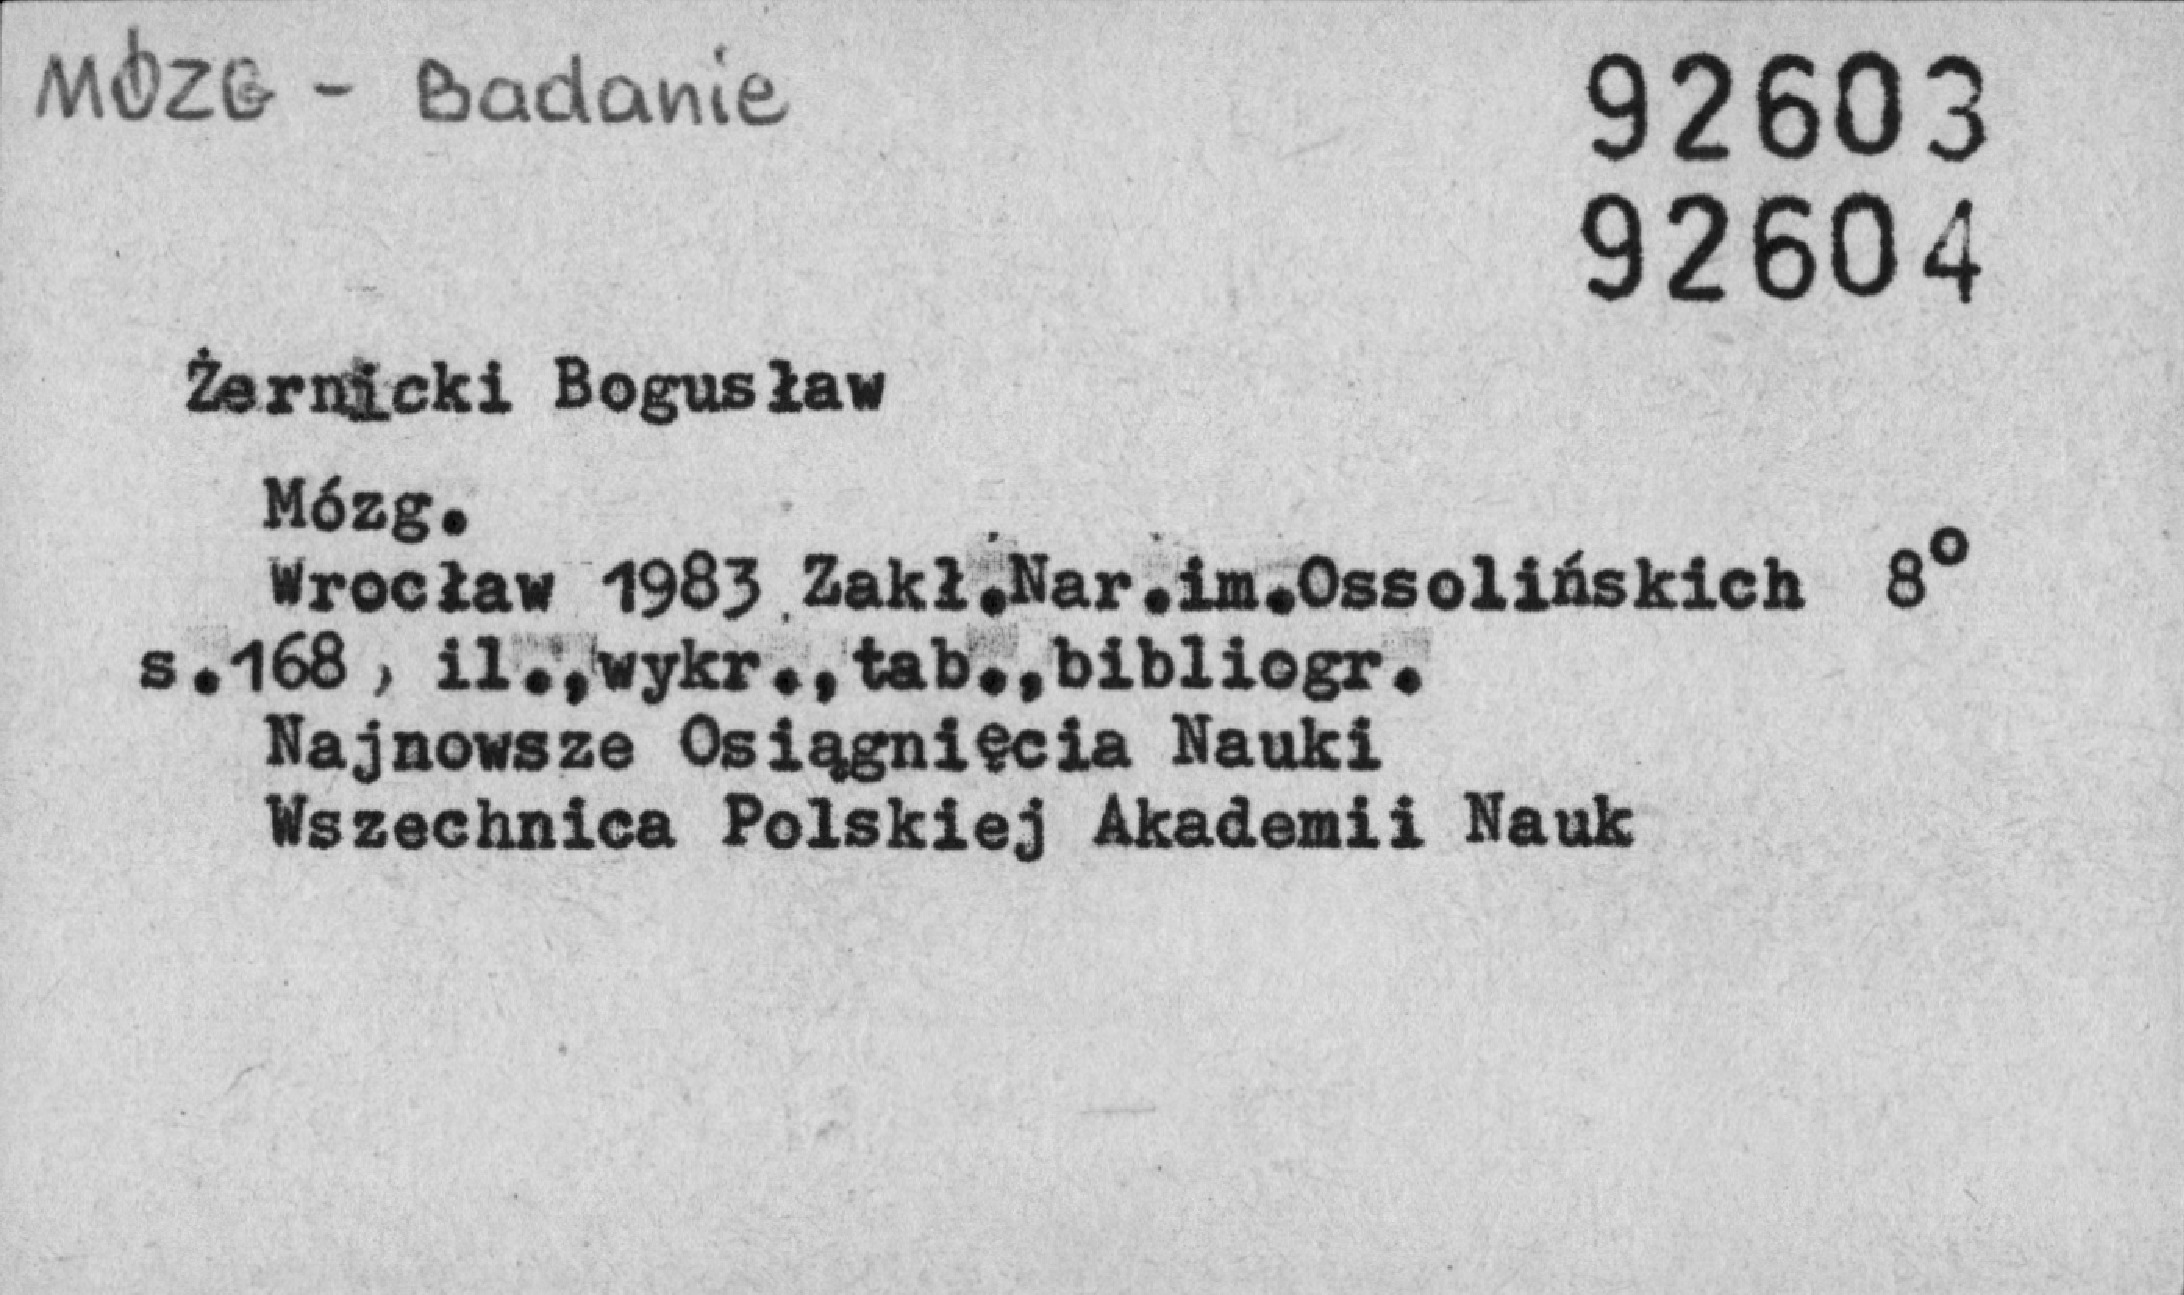 MÓZG - Badanie
92603
92604
Żernicki Bogusław
Mózg.
Wrocław 1983 Zakł.Nar.im.Ossolińskich 8°
s.168, il.,wykr.,tab.,bibliogr.
Najnowsze Osiągnięcia Nauki
Wszechnica Polskiej Akademii Nauk